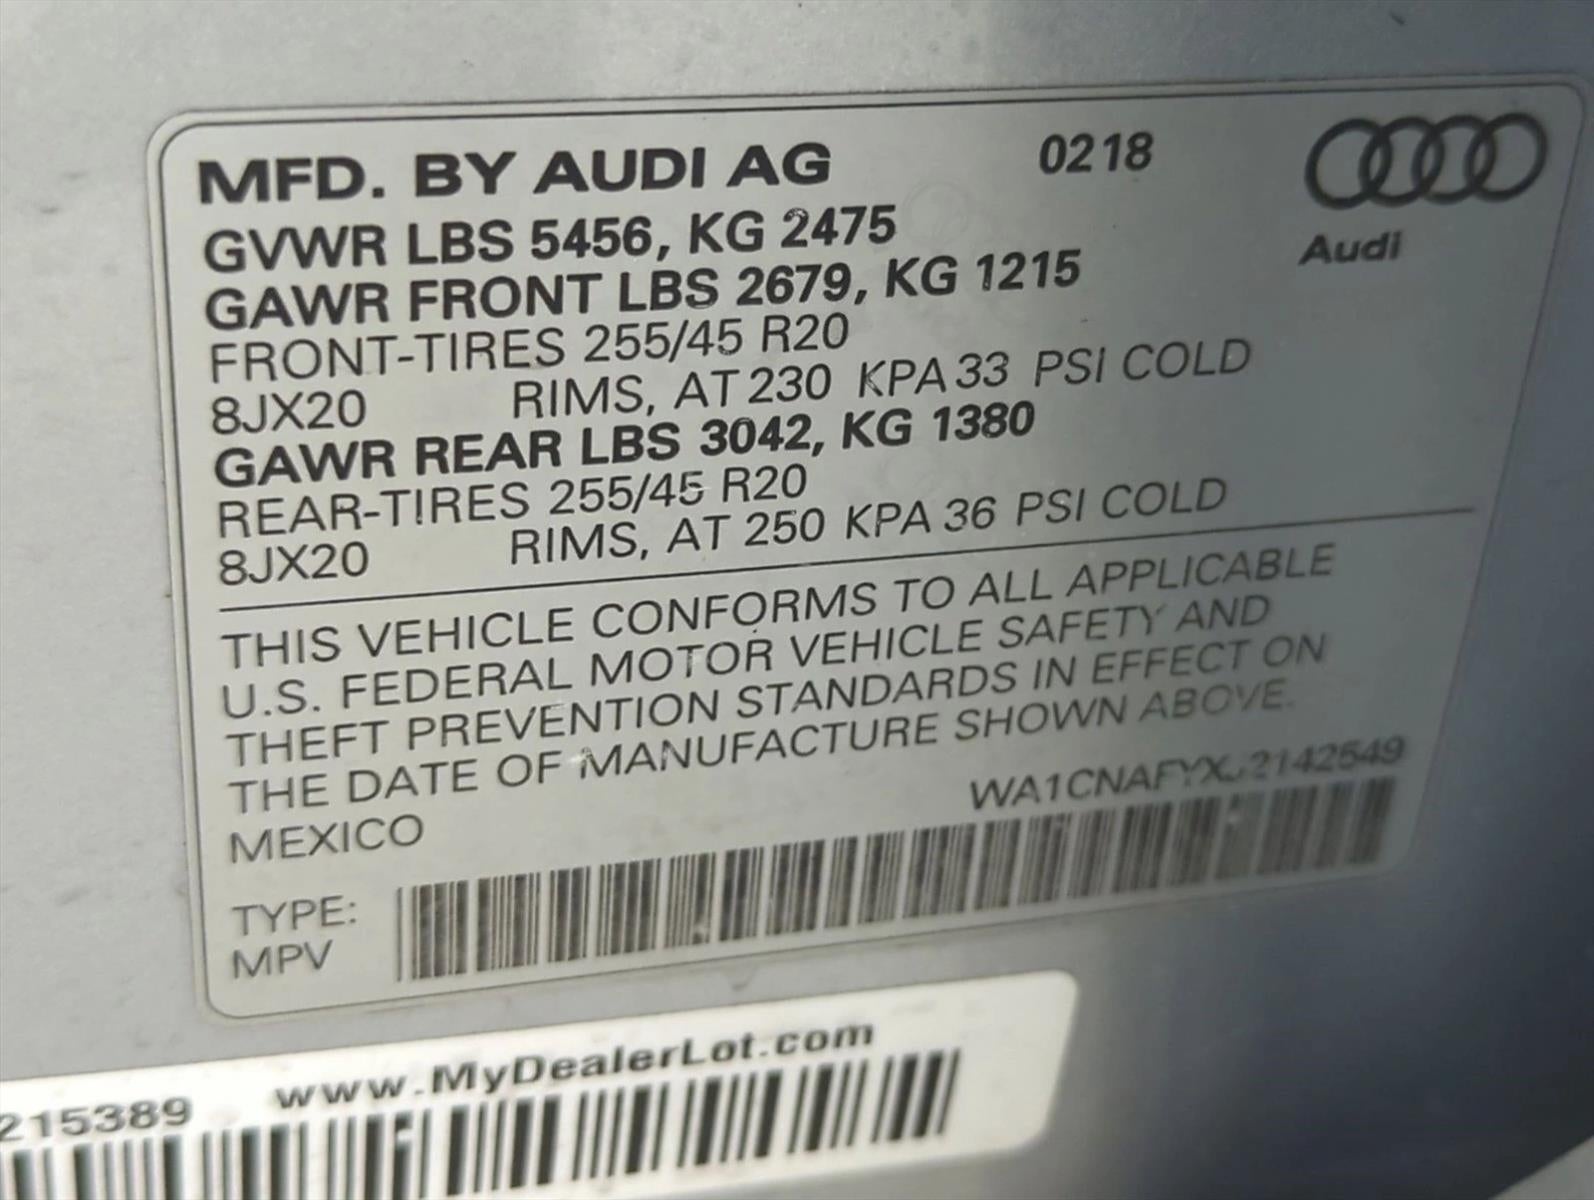 MFD. BY AUDI AG 0218
GVWR LBS 5456, KG 2475
GAWR FRONT LBS 2679, KG 1215
Audi
FRONT-TIRES 255/45 R20
8JX20 RIMS, AT 230 KPA 33 PSI COLD
GAWR REAR LBS 3042, KG 1380
REAR-TIRES 255/45 R20
8JX20 RIMS, AT 250 KPA 36 PSI COLD
THIS VEHICLE CONFORMS TO ALL APPLICABLE
U.S. FEDERAL MOTOR VEHICLE SAFETY AND
THEFT PREVENTION STANDARDS IN EFFECT ON
THE DATE OF MANUFACTURE SHOWN ABOVE.
MEXICO
WA1CNAFYXJ2142549
TYPE:
MPV
215389 www.MyDealerLot.com